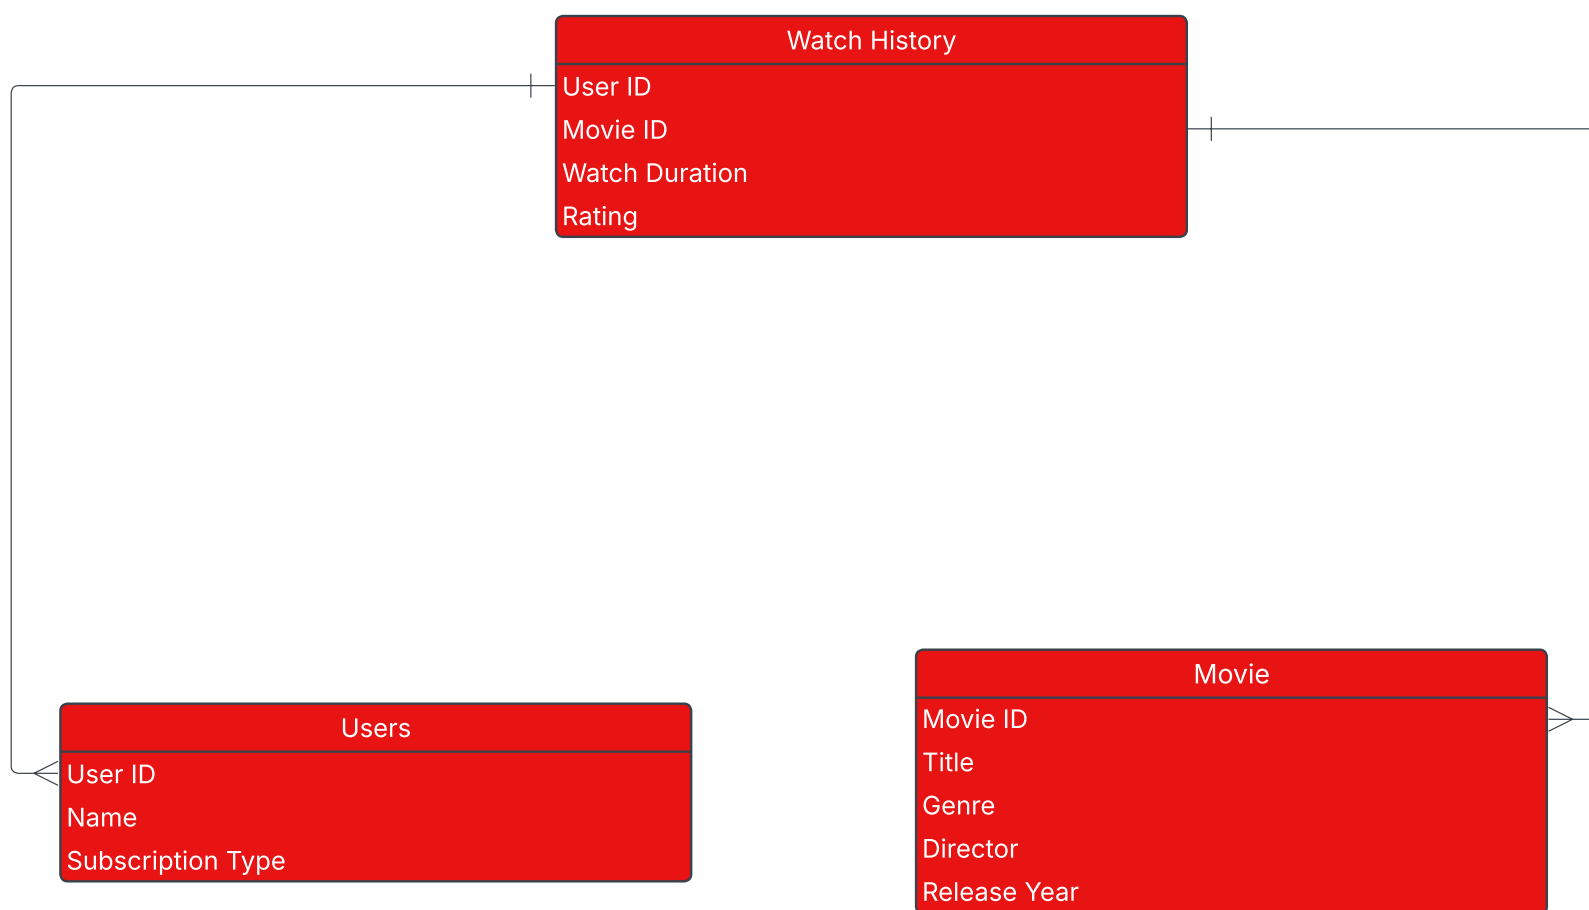 Watch History
User ID
Movie ID
Watch Duration
Rating
Users
User ID
Name
Subscription Type
Movie
Movie ID
Title
Genre
Director
Release Year